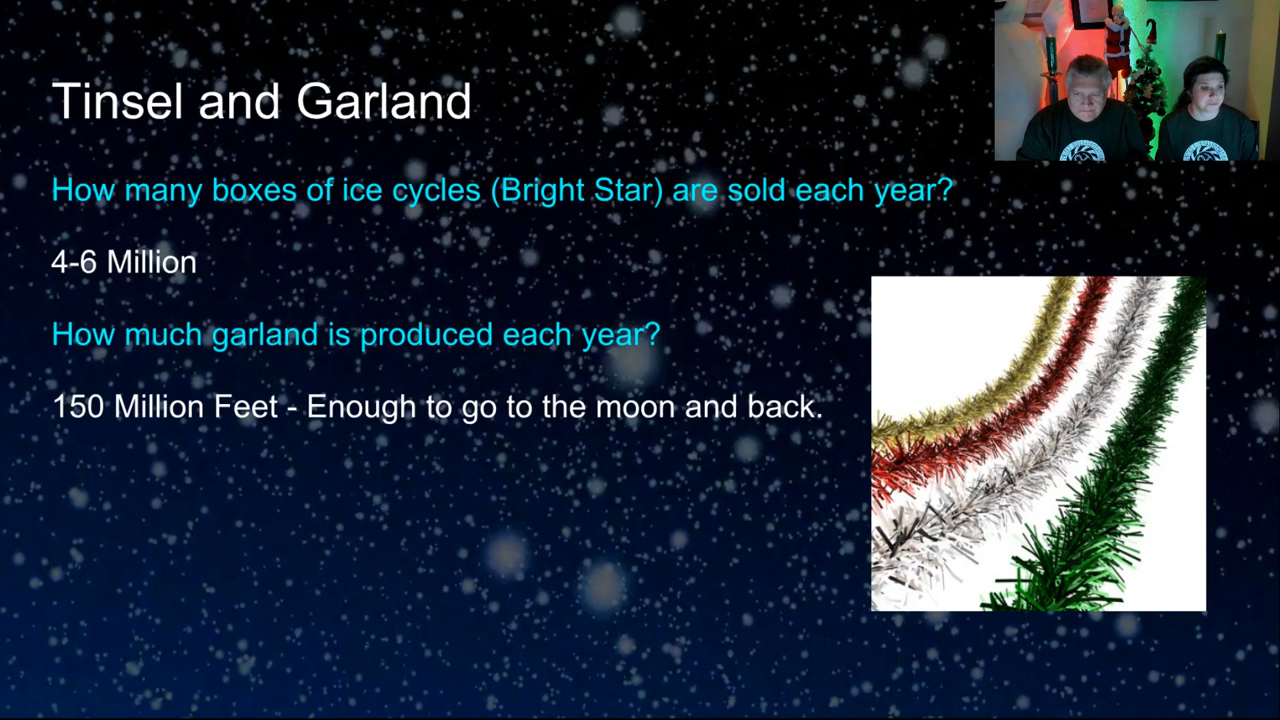 Tinsel and Garland
How many boxes of ice cycles (Bright Star) are sold each year?
4-6 Million
How much garland is produced each year?
150 Million Feet - Enough to go to the moon and back.